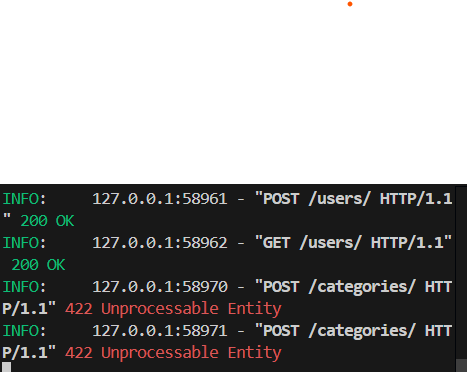 INFO:     127.0.0.1:58961 - "POST /users/ HTTP/1.1
" 200 OK
INFO:     127.0.0.1:58962 - "GET /users/ HTTP/1.1"
 200 OK
INFO:     127.0.0.1:58970 - "POST /categories/ HTT
P/1.1" 422 Unprocessable Entity
INFO:     127.0.0.1:58971 - "POST /categories/ HTT
P/1.1" 422 Unprocessable Entity